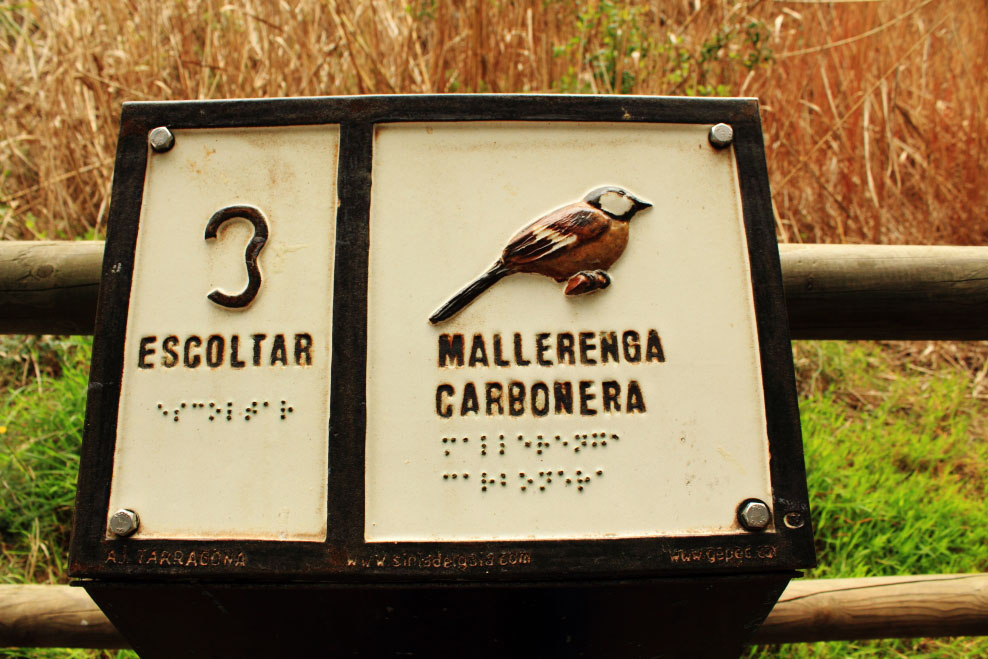 ESCOLTAR
MALLERENGA
CARBONERA
AJ. TARRAGONA
www.gepec.cat